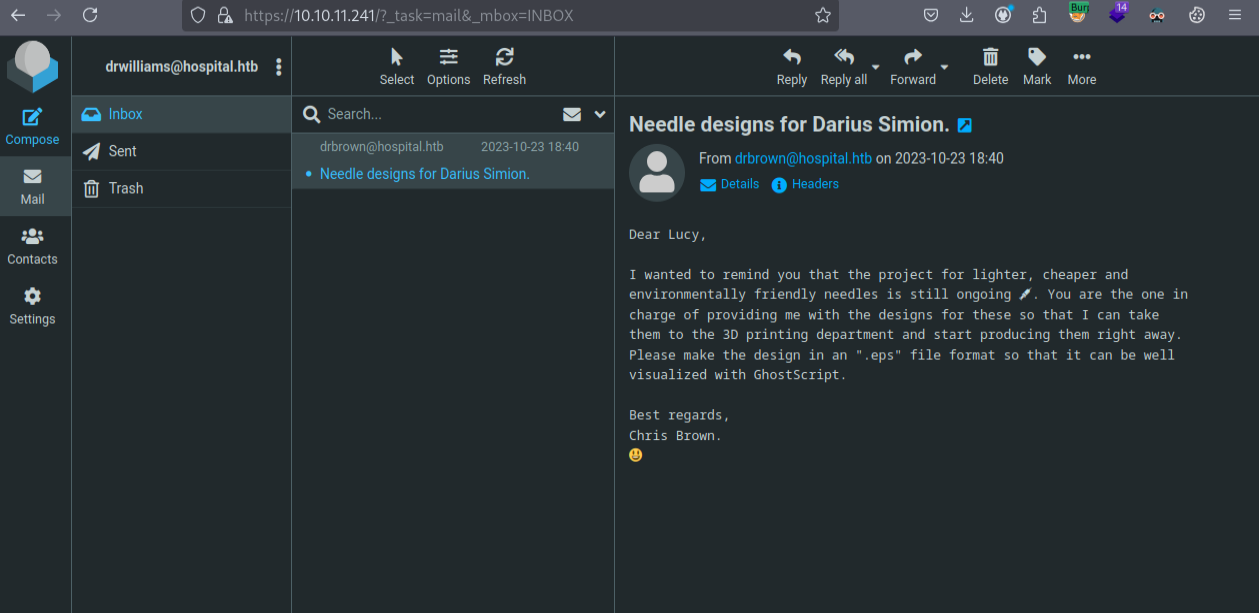 https://10.10.11.241/?_task=mail&_mbox=INBOX
Burp
14
drwilliams@hospital.htb
Select
Options
Refresh
Reply
Reply all
Forward
Delete
Mark
More
Compose
Mail
Contacts
Settings
Inbox
Sent
Trash
Search...
drbrown@hospital.htb 2023-10-23 18:40
Needle designs for Darius Simion.
Needle designs for Darius Simion.
From drbrown@hospital.htb on 2023-10-23 18:40
Details Headers
Dear Lucy,
I wanted to remind you that the project for lighter, cheaper and
environmentally friendly needles is still ongoing 💉. You are the one in
charge of providing me with the designs for these so that I can take
them to the 3D printing department and start producing them right away.
Please make the design in an ".eps" file format so that it can be well
visualized with GhostScript.
Best regards,
Chris Brown.
😃